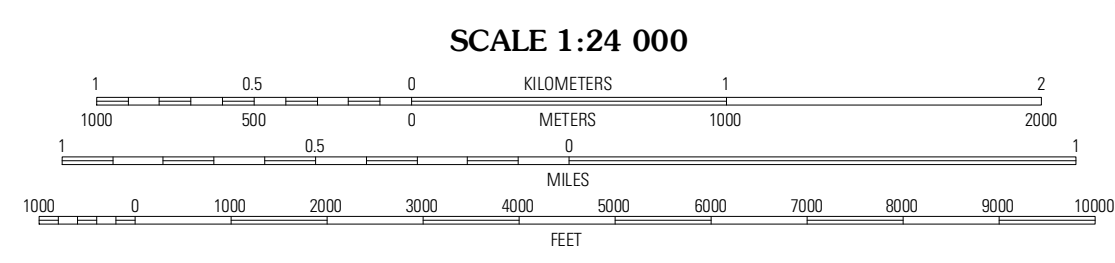 SCALE 1:24 000
1 0.5 0 KILOMETERS 1 2
1000 500 0 METERS 1000 2000
1 0.5 0 1
MILES
1000 0 1000 2000 3000 4000 5000 6000 7000 8000 9000 10000
FEET